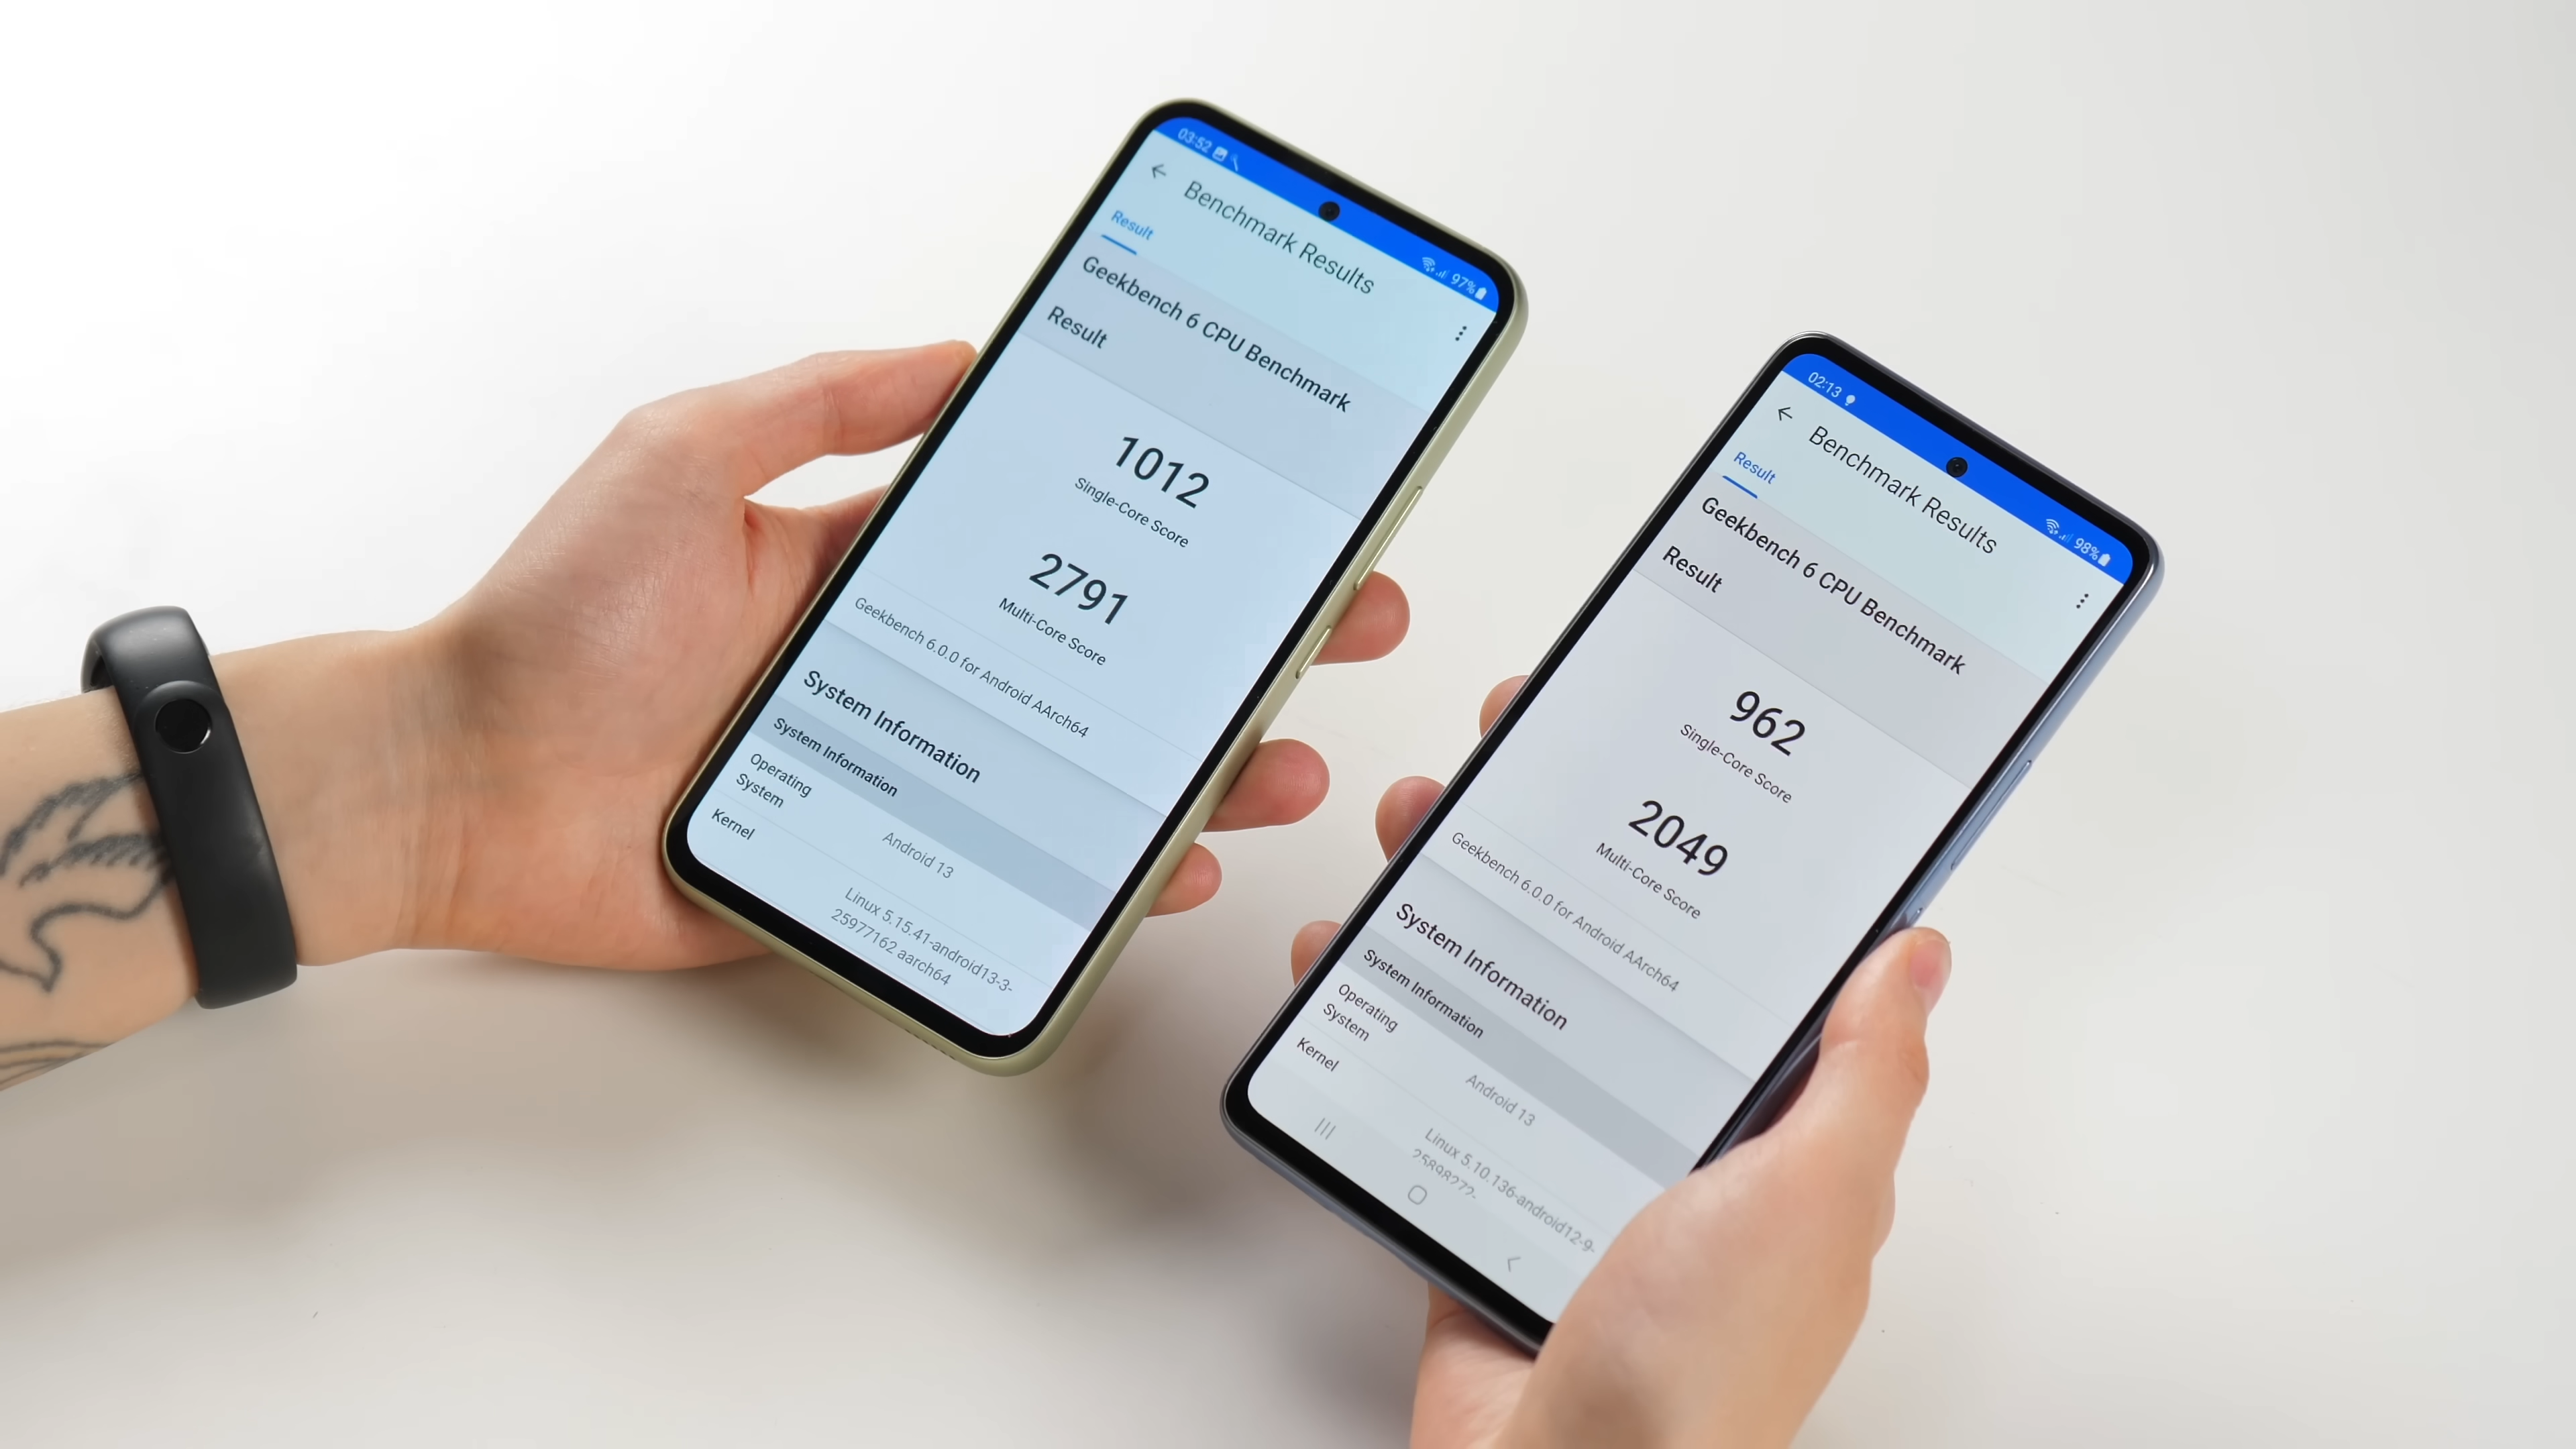 03:52
97%
Benchmark Results
Result
Geekbench 6 CPU Benchmark
Result
1012
Single-Core Score
2791
Multi-Core Score
Geekbench 6.0.0 for Android AArch64
System Information
System Information
Operating
System
Android 13
Kernel
Linux 5.15.41-android13-3-
25977162 aarch64
02:13
98%
Benchmark Results
Result
Geekbench 6 CPU Benchmark
Result
962
Single-Core Score
2049
Multi-Core Score
Geekbench 6.0.0 for Android AArch64
System Information
System Information
Operating
System
Android 13
Kernel
Linux 5.10.136-android12-9-